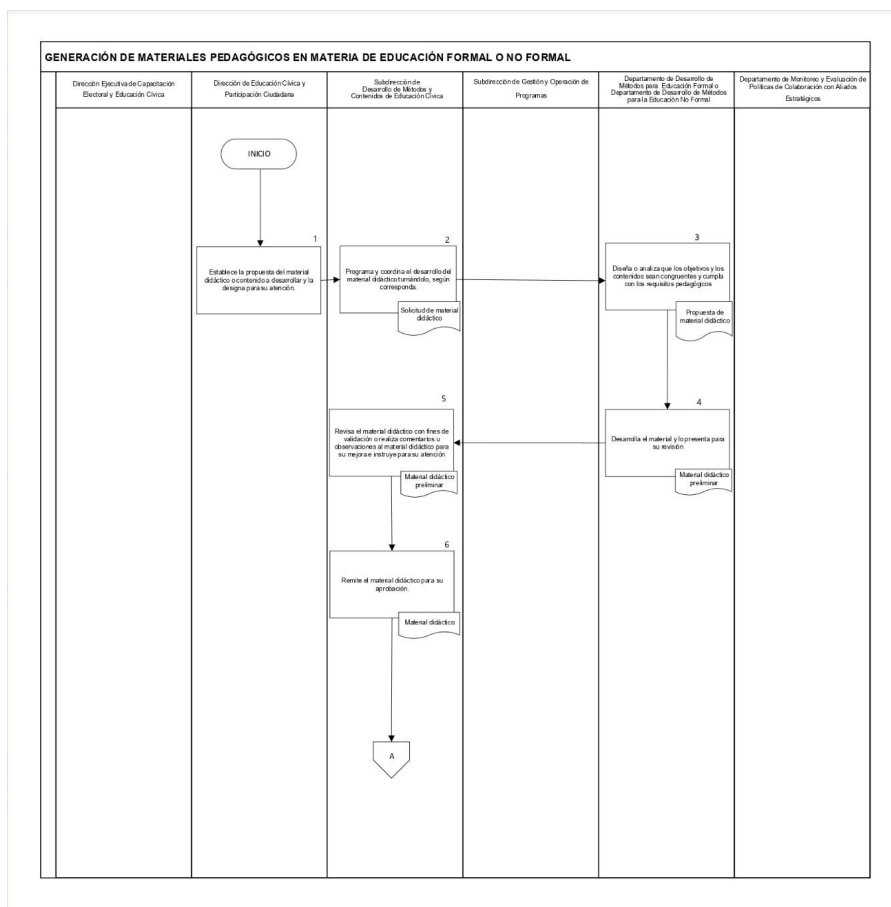 GENERACIÓN DE MATERIALES PEDAGÓGICOS EN MATERIA DE EDUCACIÓN FORMAL O NO FORMAL
Dirección Ejecutiva de Capacitación
Electoral y Educación Cívica
Dirección de Educación Cívica y
Participación Ciudadana
Subdirección de
Desarrollo de Métodos y
Contenidos de Educación Cívica
Subdirección de Gestión y Operación de
Programas
Departamento de Desarrollo de
Métodos para Educación Formal o
Departamento de Desarrollo de Métodos
para la Educación No Formal
Departamento de Monitoreo y Evaluación de
Políticas de Colaboración con Aliados
Estratégicos
INICIO
1
Establece la propuesta del material
didáctico o contenido a desarrollar y la
designa para su atención.
2
Programa y coordina el desarrollo del
material didáctico turnándolo, según
corresponda.
Solicitud de material
didáctico
3
Diseña o analiza que los objetivos y los
contenidos sean congruentes y cumpla
con los requisitos pedagógicos
Propuesta de
material didáctico
4
Desarrolla el material y lo presenta para
su revisión
Material didáctico
preliminar
5
Revisa el material didáctico con fines de
validación o realiza comentarios u
observaciones al material didáctico para
su mejora e instruye para su atención
Material didáctico
preliminar
6
Remite el material didáctico para su
aprobación.
Material didáctico
A